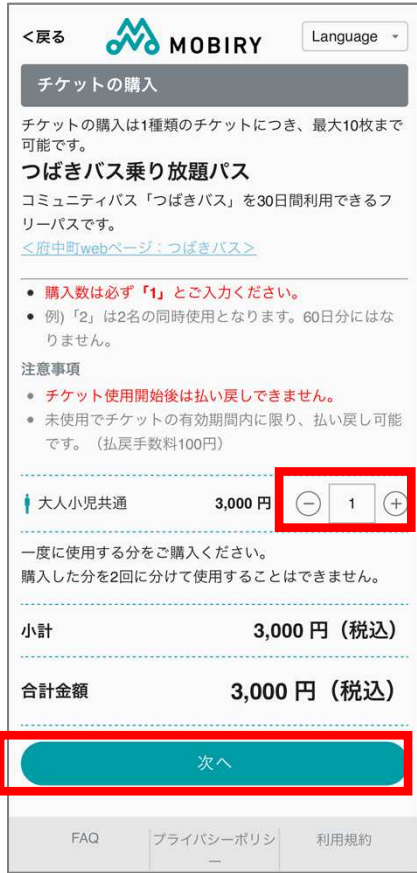 <戻る
MOBIRY
Language
チケットの購入
チケットの購入は1種類のチケットにつき、最大10枚まで
可能です。
つばきバス乗り放題パス
コミュニティバス「つばきバス」を30日間利用できるフ
リーパスです。
<府中町webページ：つばきバス>
● 購入数は必ず「1」とご入力ください。
● 例)「2」は2名の同時使用となります。60日分にはな
りません。
注意事項
● チケット使用開始後は払い戻しできません。
● 未使用でチケットの有効期間内に限り、払い戻し可能
です。（払戻手数料100円）
大人小児共通 3,000 円 − 1 +
一度に使用する分をご購入ください。
購入した分を2回に分けて使用することはできません。
小計 3,000 円（税込）
合計金額 3,000 円（税込）
次へ
FAQ プライバシーポリシ 利用規約
ー